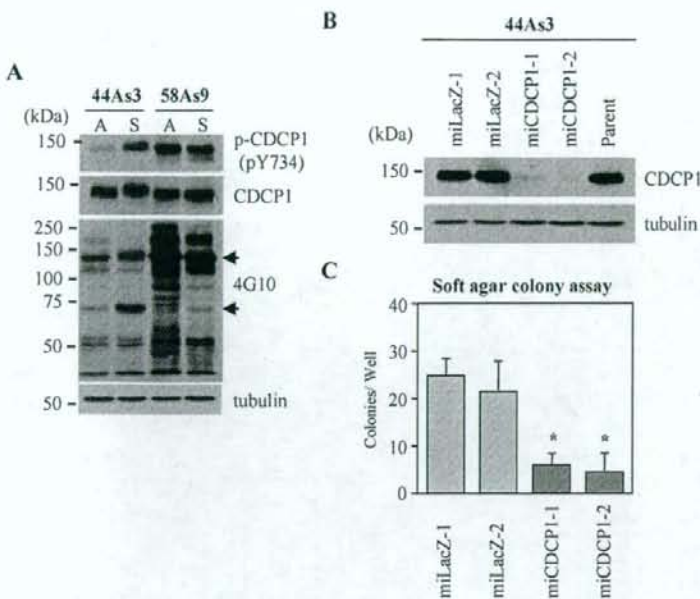 A
44As3 58As9
(kDa) A S A S
150 p-CDCP1
(pY734)
150 CDCP1
250
150
100 4G10
75
50
50 tubulin
B
44As3
miLacZ-1 miLacZ-2 miCDCP1-1 miCDCP1-2 Parent
(kDa)
150 CDCP1
50 tubulin
C
Soft agar colony assay
Colonies/ Well
40
30
20
10
0
* *
miLacZ-1 miLacZ-2 miCDCP1-1 miCDCP1-2